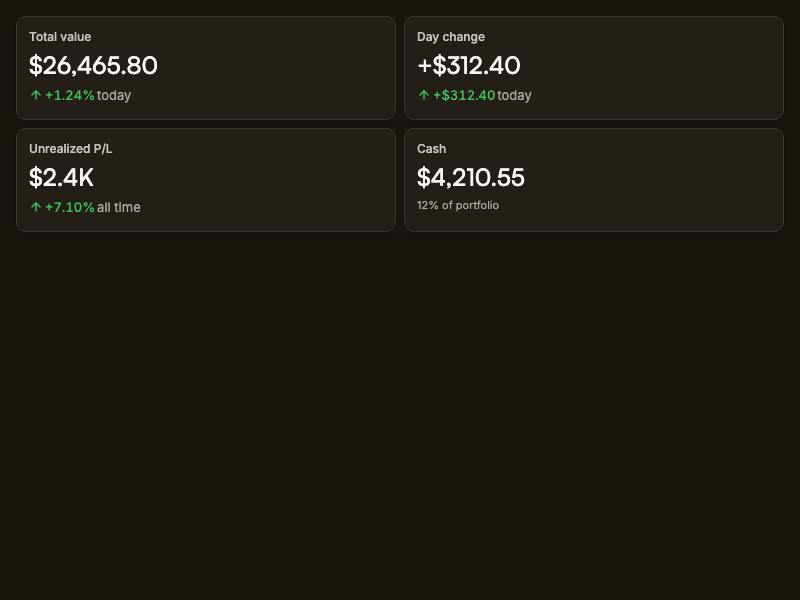 Total value
$26,465.80
↑ +1.24% today
Day change
+$312.40
↑ +$312.40 today
Unrealized P/L
$2.4K
↑ +7.10% all time
Cash
$4,210.55
12% of portfolio